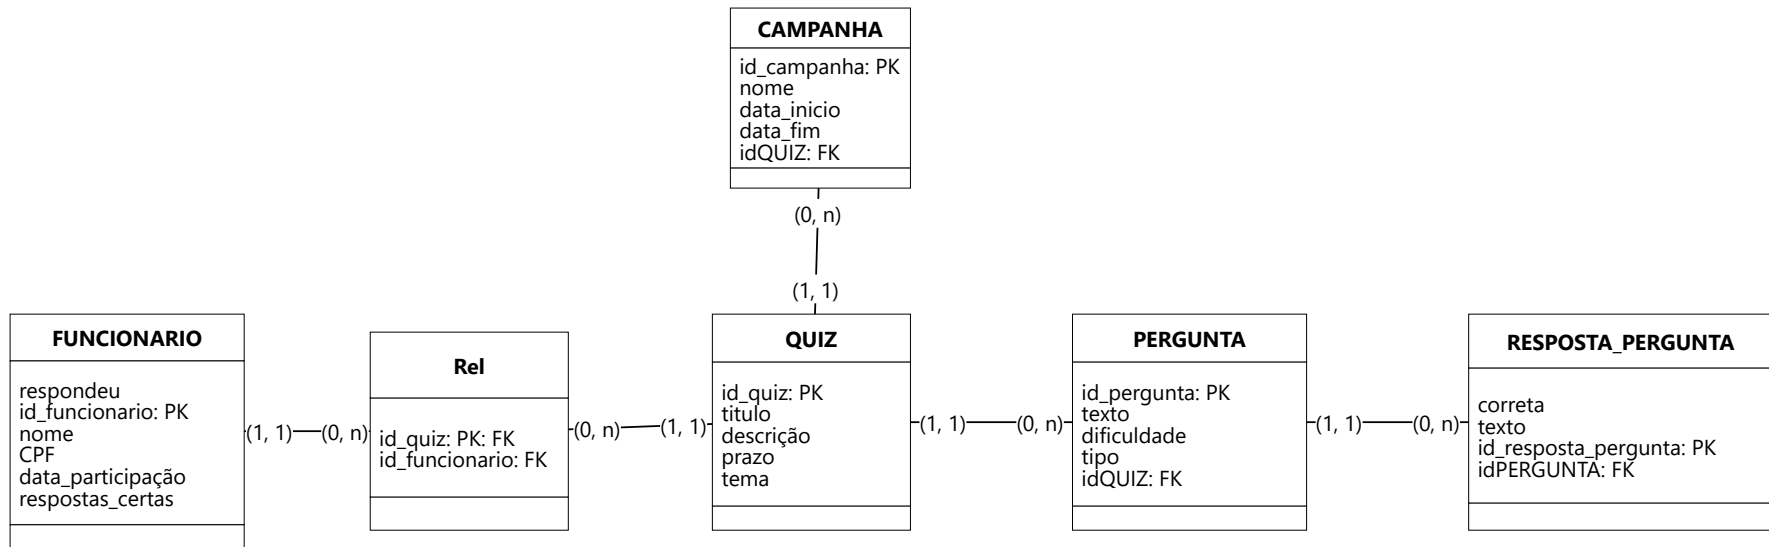 CAMPANHA
id_campanha: PK
nome
data_inicio
data_fim
idQUIZ: FK
(0, n)
(1, 1)
FUNCIONARIO
respondeu
id_funcionario: PK
nome
CPF
data_participação
respostas_certas
(1, 1)
(0, n)
Rel
id_quiz: PK: FK
id_funcionario: FK
(0, n)
(1, 1)
QUIZ
id_quiz: PK
titulo
descrição
prazo
tema
(1, 1)
(0, n)
PERGUNTA
id_pergunta: PK
texto
dificuldade
tipo
idQUIZ: FK
(1, 1)
(0, n)
RESPOSTA_PERGUNTA
correta
texto
id_resposta_pergunta: PK
idPERGUNTA: FK